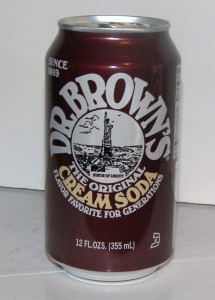 SINCE
1869
DR. BROWN'S
THE ORIGINAL
CREAM SODA
FLAVOR FAVORITE FOR GENERATIONS
12 FL.OZS. (355 mL)